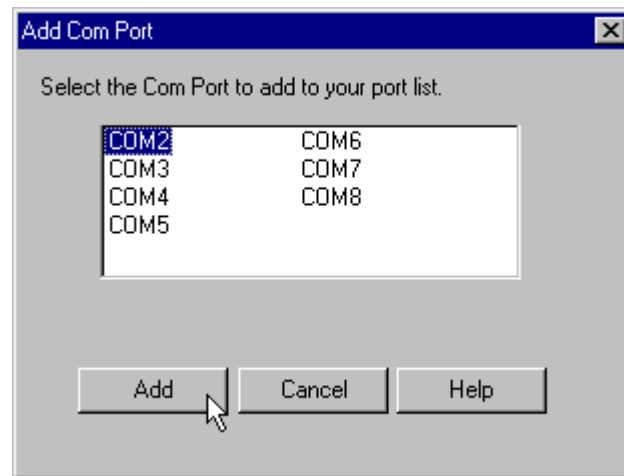 Add Com Port
Select the Com Port to add to your port list.
COM2 COM6
COM3 COM7
COM4 COM8
COM5
Add Cancel Help